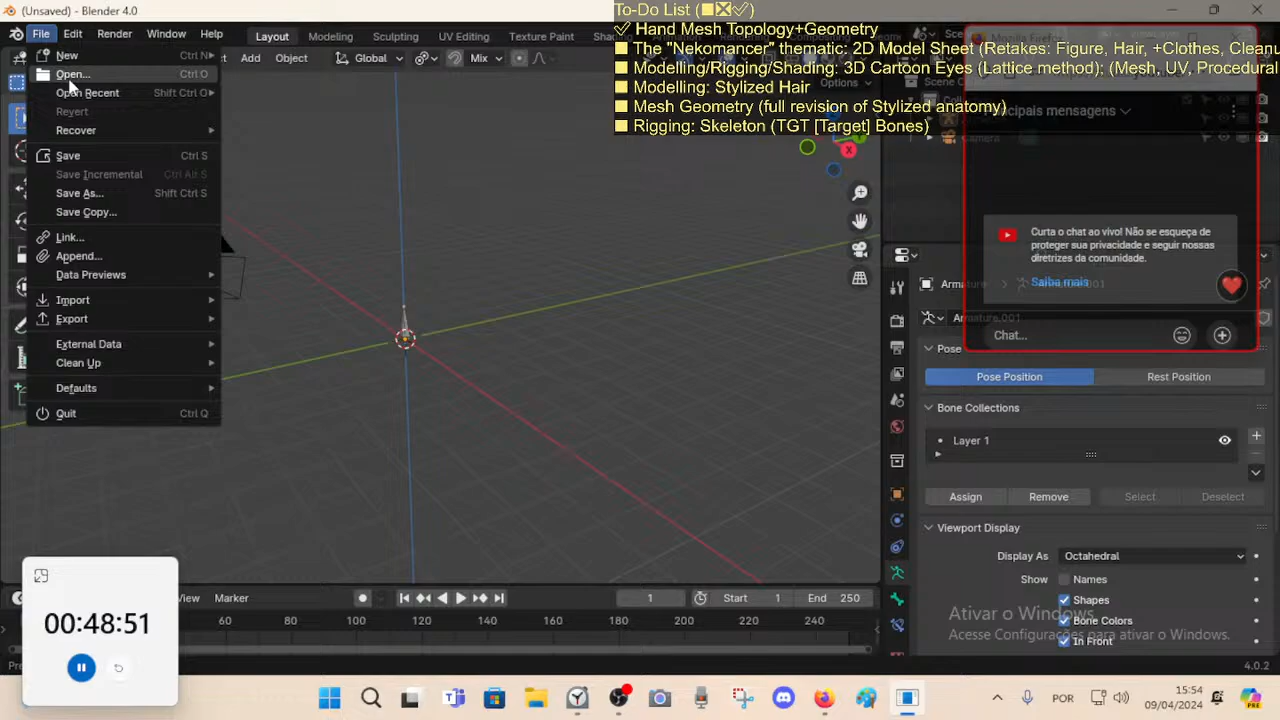 (Unsaved) - Blender 4.0
To-Do List (■☒✓)
✓ Hand Mesh Topology+Geometry
■ The "Nekomancer" thematic: 2D Model Sheet (Retakes: Figure, Hair, +Clothes, Cleanu
■ Modelling/Rigging/Shading: 3D Cartoon Eyes (Lattice method): (Mesh, UV, Procedural
■ Modelling: Stylized Hair
■ Mesh Geometry (full revision of Stylized anatomy)
■ Rigging: Skeleton (TGT [Target] Bones)
File Edit Render Window Help
Layout Modeling Sculpting UV Editing Texture Paint
Add Object Global Mix
Options
New Ctrl N
Open... Ctrl O
Open Recent Shift Ctrl O
Revert
Recover
Save Ctrl S
Save Incremental Ctrl Alt S
Save As... Shift Ctrl S
Save Copy...
Link...
Append...
Data Previews
Import
Export
External Data
Clean Up
Defaults
Quit Ctrl Q
X
Principais mensagens
Camera
Curta o chat ao vivo! Não se esqueça de
proteger sua privacidade e seguir nossas
diretrizes da comunidade.
Saiba mais
Chat...
Armature.001
Pose
Pose Position Rest Position
Bone Collections
Layer 1
Assign Remove Select Deselect
Viewport Display
Display As Octahedral
Show Names
Shapes
Bone Colors
In Front
Ativar o Windows
Acesse Configurações para ativar o Windows.
View Marker
1 Start 1 End 250
60 80 100 120 140 160 180 200 220 240
00:48:51
4.0.2
POR
15:54
09/04/2024
PRE